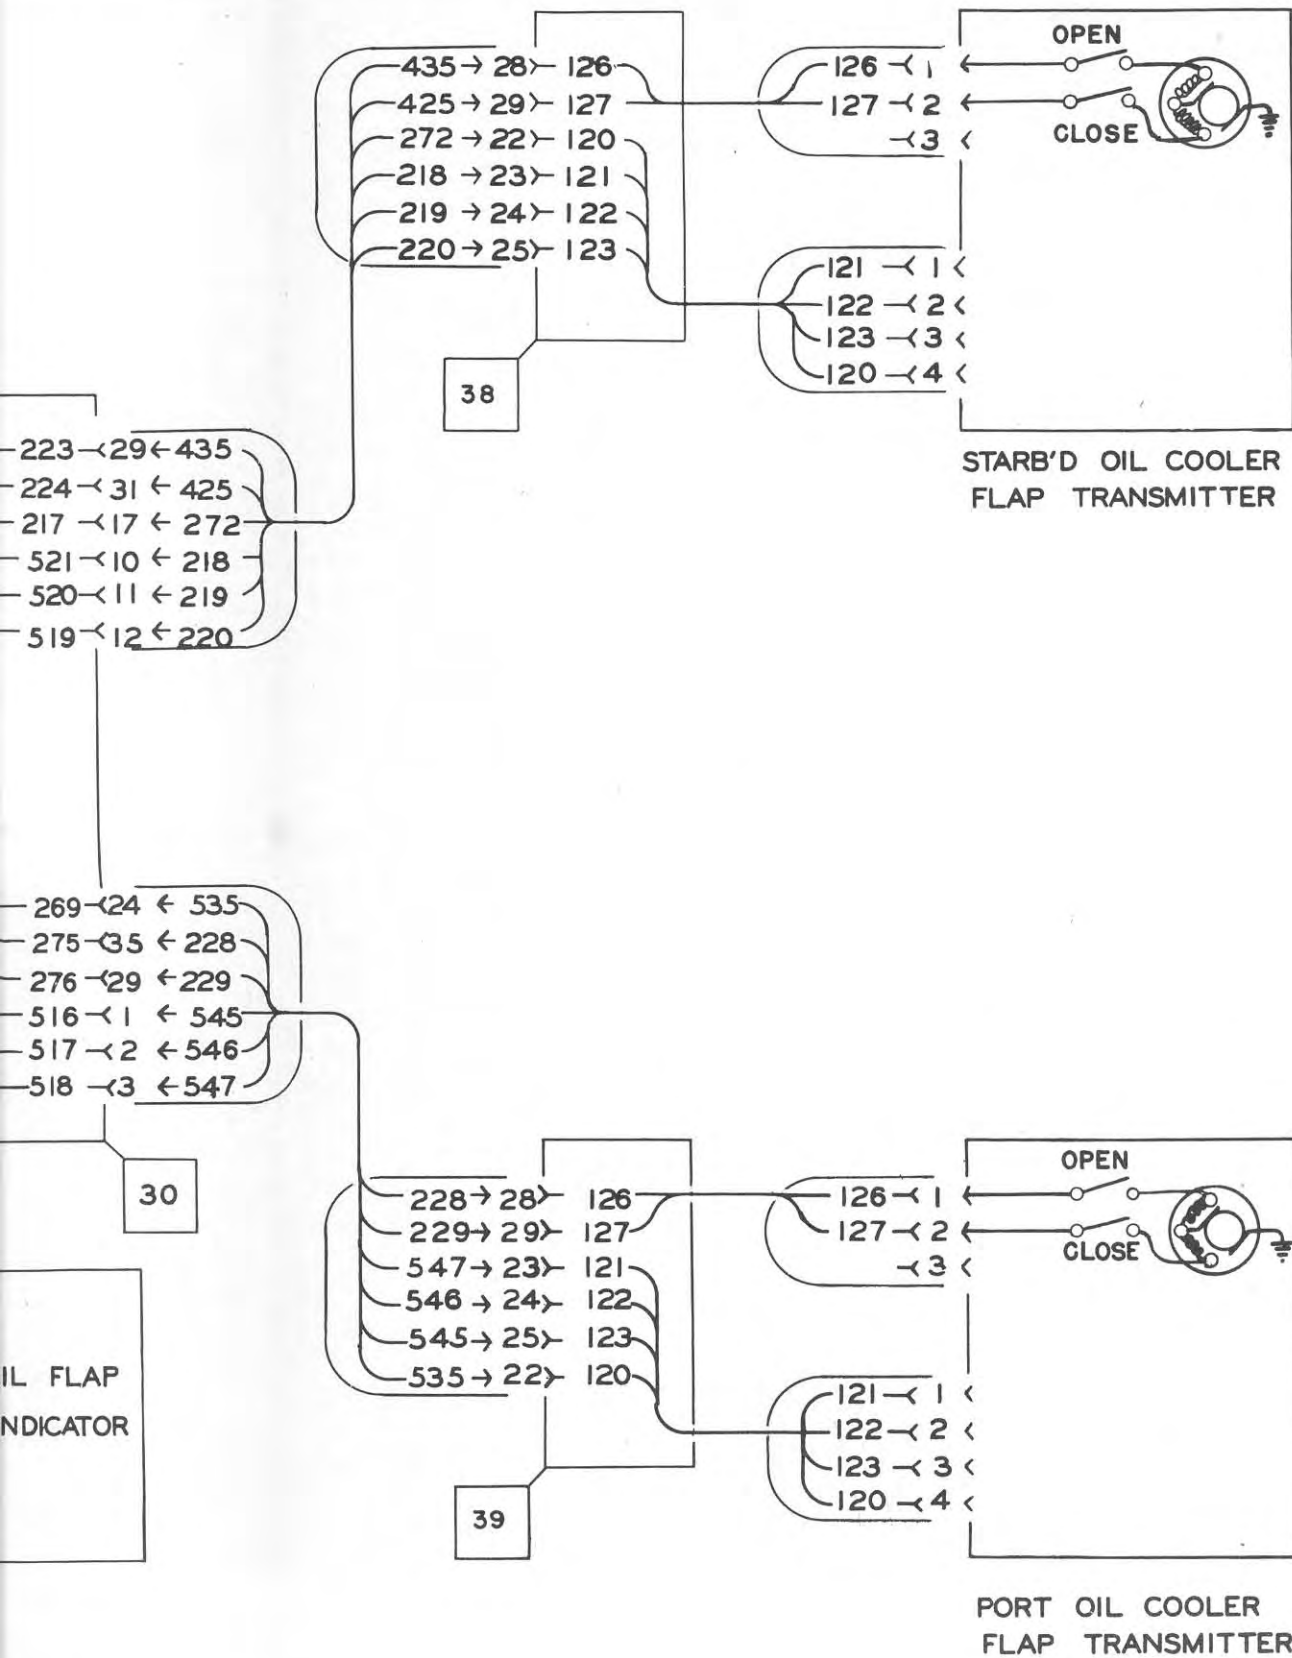 435 → 28 126
425 → 29 127
272 → 22 120
218 → 23 121
219 → 24 122
220 → 25 123
38
OPEN
126 1
127 2
3
CLOSE
121 1
122 2
123 3
120 4
STARB'D OIL COOLER
FLAP TRANSMITTER
223 29 ← 435
224 31 ← 425
217 17 ← 272
521 10 ← 218
520 11 ← 219
519 12 ← 220
269 24 ← 535
275 35 ← 228
276 29 ← 229
516 1 ← 545
517 2 ← 546
518 3 ← 547
30
IL FLAP
NDICATOR
228 → 28 126
229 → 29 127
547 → 23 121
546 → 24 122
545 → 25 123
535 → 22 120
39
OPEN
126 1
127 2
3
CLOSE
121 1
122 2
123 3
120 4
PORT OIL COOLER
FLAP TRANSMITTER